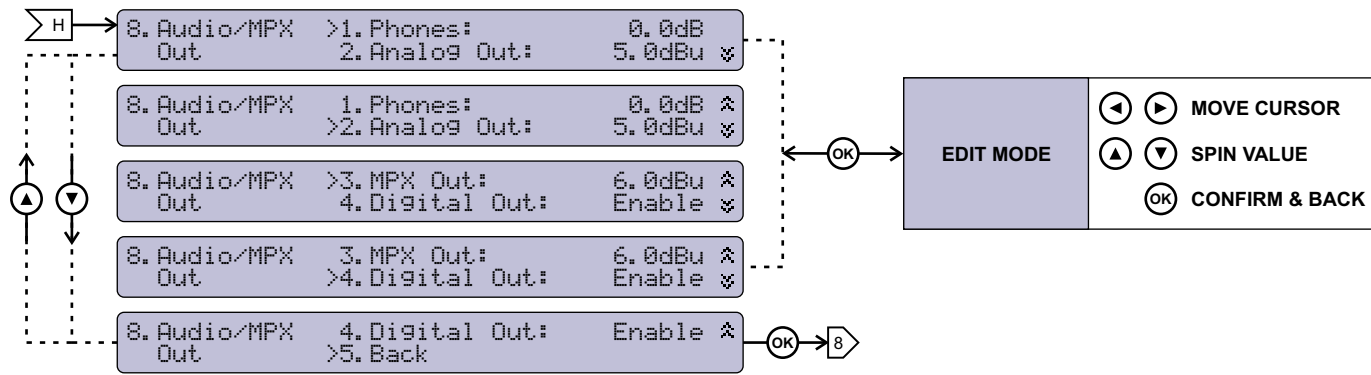 H
8. Audio/MPX >1. Phones: 0.0dB
Out 2. Analog Out: 5.0dBu
8. Audio/MPX 1. Phones: 0.0dB
Out >2. Analog Out: 5.0dBu
8. Audio/MPX >3. MPX Out: 6.0dBu
Out 4. Digital Out: Enable
8. Audio/MPX 3. MPX Out: 6.0dBu
Out >4. Digital Out: Enable
8. Audio/MPX 4. Digital Out: Enable
Out >5. Back
OK
8
OK
EDIT MODE
MOVE CURSOR
SPIN VALUE
OK CONFIRM & BACK